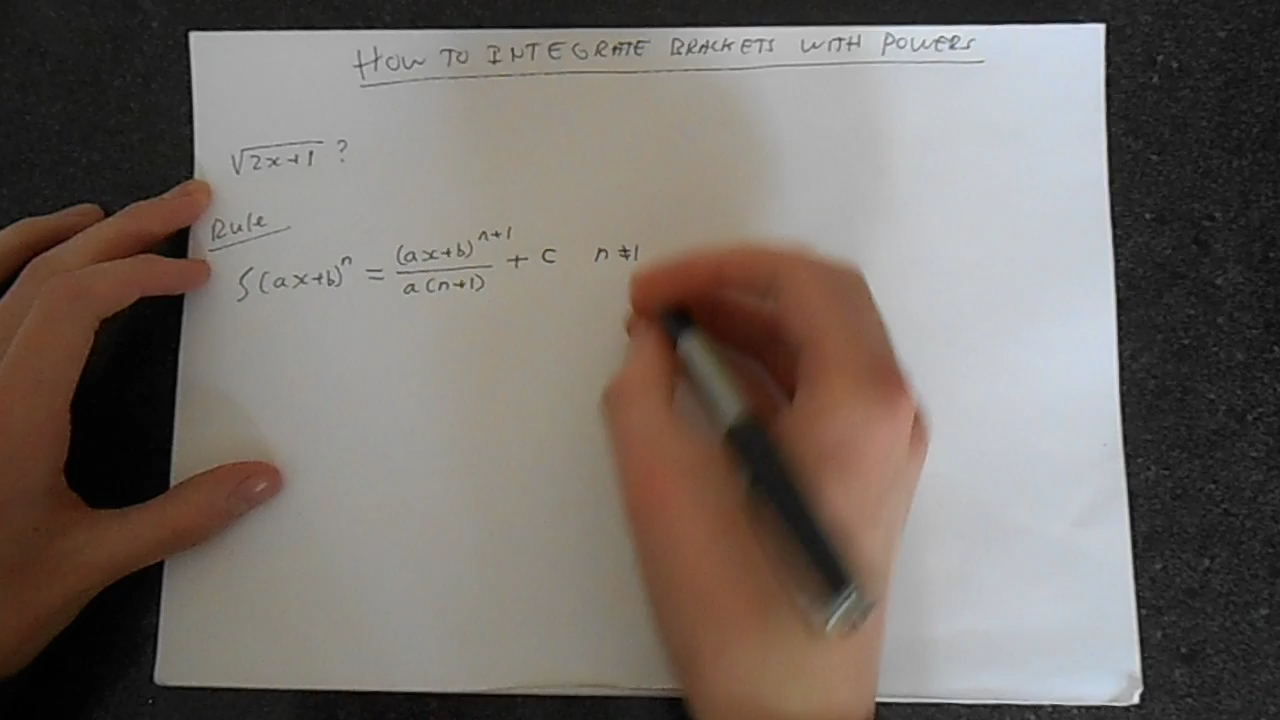 HOW TO INTEGRATE BRACKETS WITH POWERS
√(2x+1) ?
Rule
∫(ax+b)^n = (ax+b)^(n+1) / a(n+1) + c n ≠ 1